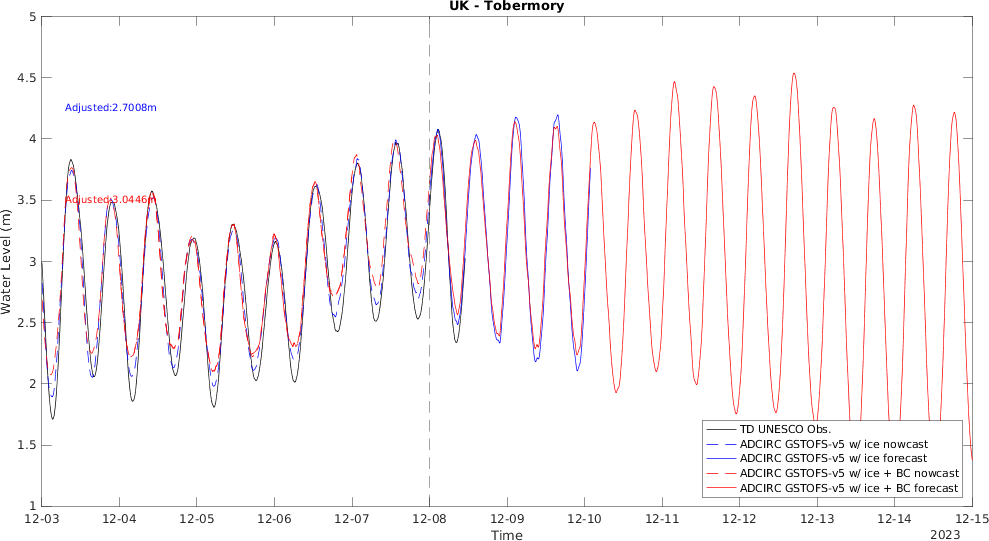 UK - Tobermory
5
4.5
4
3.5
3
2.5
2
1.5
1
Water Level (m)
Adjusted:2.7008m
Adjusted:3.0446m
TD UNESCO Obs.
ADCIRC GSTOFS-v5 w/ ice nowcast
ADCIRC GSTOFS-v5 w/ ice forecast
ADCIRC GSTOFS-v5 w/ ice + BC nowcast
ADCIRC GSTOFS-v5 w/ ice + BC forecast
12-03 12-04 12-05 12-06 12-07 12-08 12-09 12-10 12-11 12-12 12-13 12-14 12-15
Time
2023